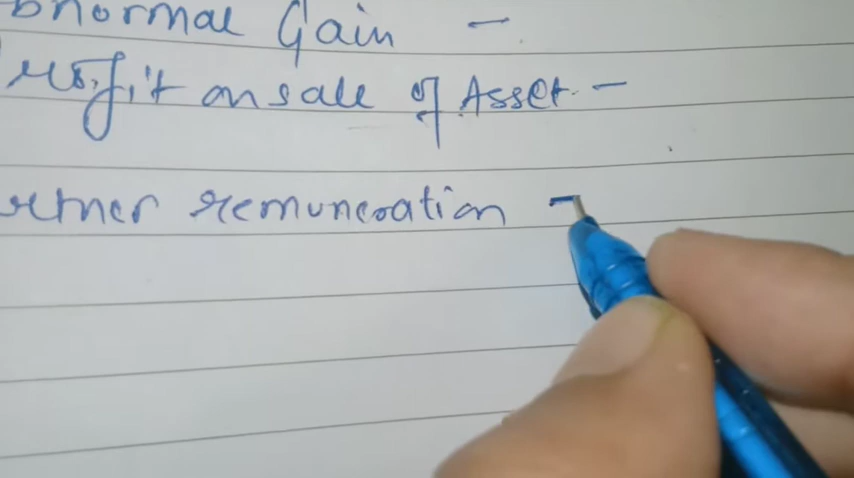 bnormal Gain -
rofit on sale of Asset. -
rtner remuneration -